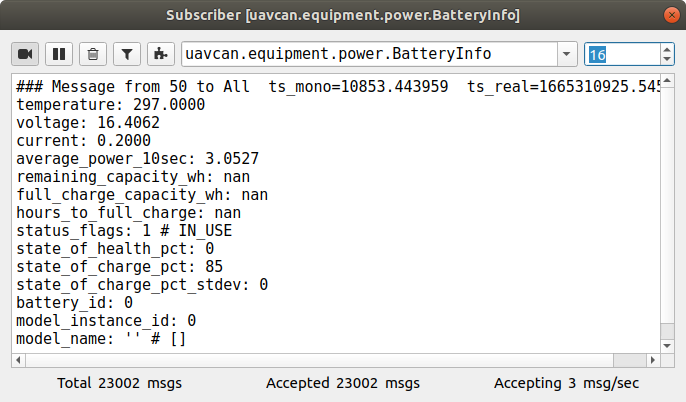 Subscriber [uavcan.equipment.power.BatteryInfo]
uavcan.equipment.power.BatteryInfo 16
### Message from 50 to All ts_mono=10853.443959 ts_real=1665310925.545
temperature: 297.0000
voltage: 16.4062
current: 0.2000
average_power_10sec: 3.0527
remaining_capacity_wh: nan
full_charge_capacity_wh: nan
hours_to_full_charge: nan
status_flags: 1 # IN_USE
state_of_health_pct: 0
state_of_charge_pct: 85
state_of_charge_pct_stdev: 0
battery_id: 0
model_instance_id: 0
model_name: '' # []
Total 23002 msgs Accepted 23002 msgs Accepting 3 msg/sec